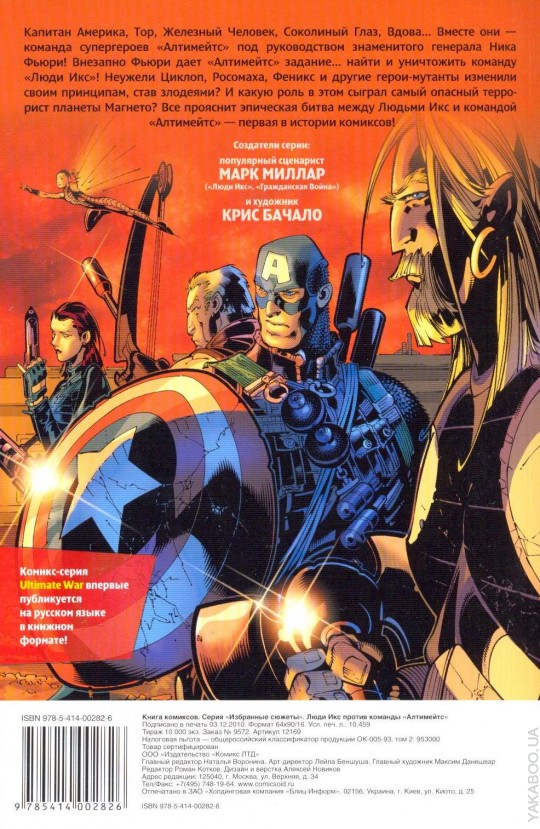 Капитан Америка, Тор, Железный Человек, Соколиный Глаз, Вдова... Вместе они —
команда супергероев «Алтимейтс» под руководством знаменитого генерала Ника
Фьюри! Внезапно Фьюри дает «Алтимейтс» задание... найти и уничтожить команду
«Люди Икс»! Неужели Циклоп, Росомаха, Феникс и другие герои-мутанты изменили
своим принципам, став злодеями? И какую роль в этом сыграл самый опасный терро-
рист планеты Магнето? Все прояснит эпическая битва между Людьми Икс и командой
«Алтимейтс» — первая в истории комиксов!
Создатели серии:
популярный сценарист
МАРК МИЛЛАР
(«Люди Икс», «Гражданская Война»)
и художник
КРИС БАЧАЛО
A
Комикс-серия
Ultimate War впервые
публикуется
на русском языке
в книжном
формате!
ISBN 978-5-414-00282-6
9 785414 002826
Книга комиксов. Серия «Избранные сюжеты». Люди Икс против команды «Алтимейтс»
Подписано в печать 03.12.2010. Формат 64x90/16. Усл. печ. л.: 10,459
Тираж 10 000 экз. Заказ № 9572. Артикул 12169
Налоговая льгота — общероссийский классификатор продукции ОК-005-93, том 2; 953000
Товар сертифицирован
ООО «Издательство «Комикс ЛТД»
Главный редактор Наталья Воронина. Арт-директор Лейла Беншуша. Главный художник Максим Данешвар
Редактор Роман Котков. Дизайн и верстка Алексей Новиков
Адрес редакции: 125040, г. Москва, ул. Верхняя, д. 34
Тел/Факс: +7(495) 748-19-64. www.comicsoid.ru
Отпечатано в ЗАО «Холдинговая компания «Блиц-Информ», 02156, Украина, г. Киев, ул. Киото, д. 25
ISBN 978-5-414-00282-6
YAKABOO.UA